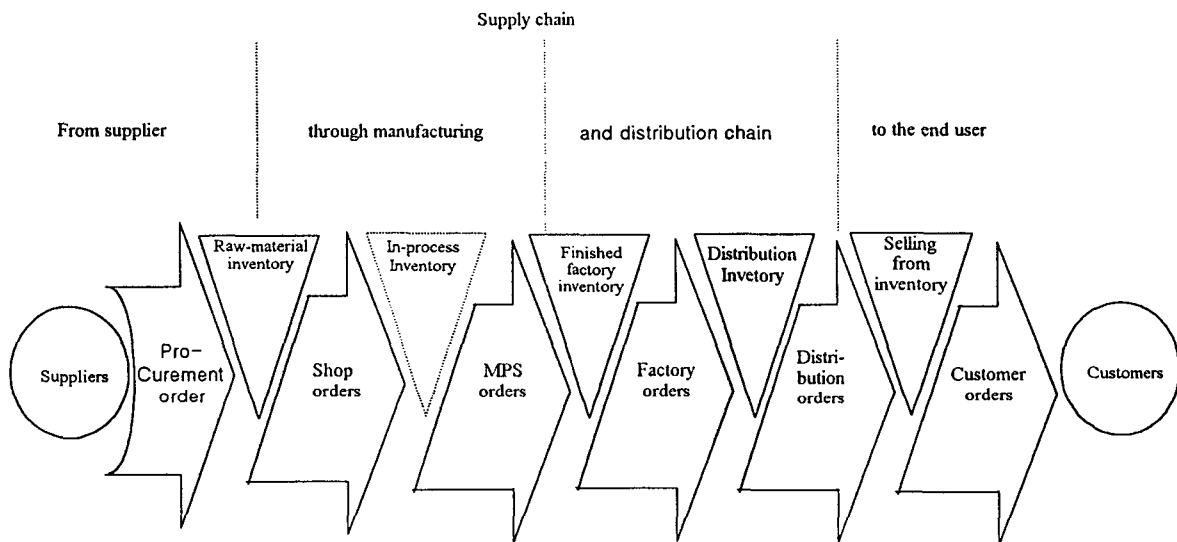 Supply chain
From supplier
through manufacturing
and distribution chain
to the end user
Raw-material
inventory
In-process
Inventory
Finished
factory
inventory
Distribution
Invetory
Selling
from
inventory
Suppliers
Pro-
Curement
order
Shop
orders
MPS
orders
Factory
orders
Distri-
bution
orders
Customer
orders
Customers